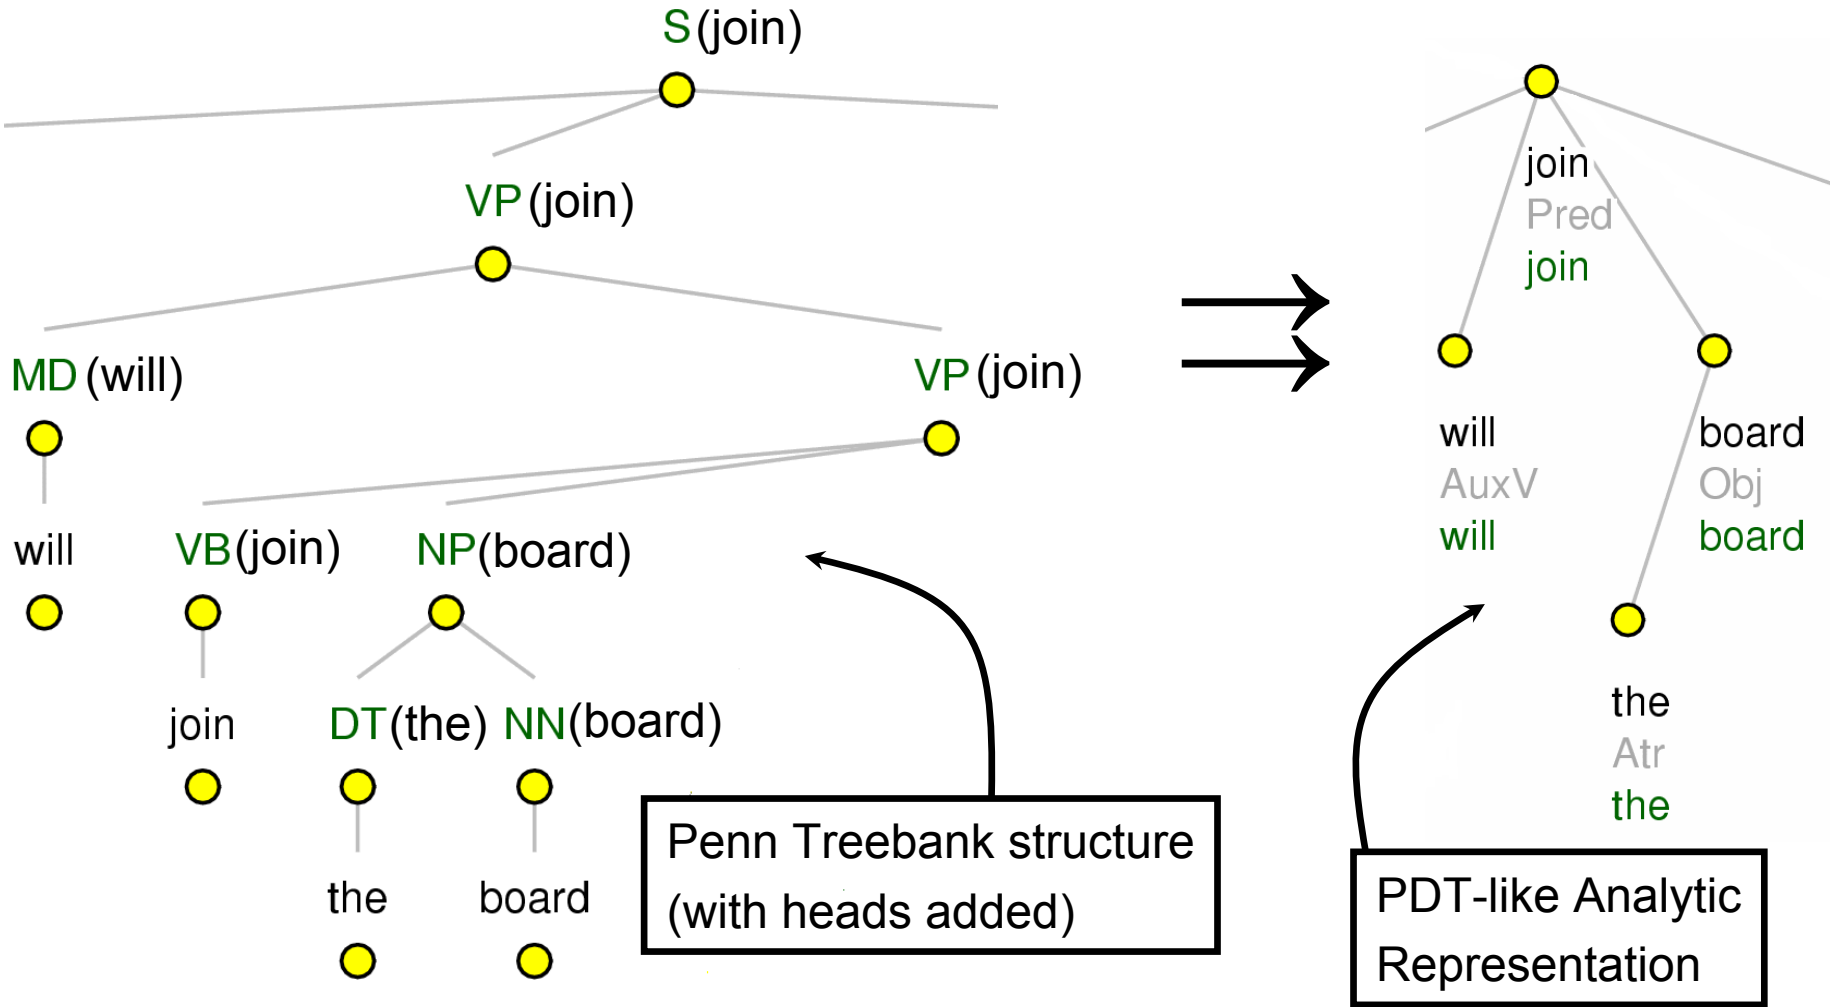 S(join)
VP(join)
MD(will)
VP(join)
will
VB(join)
NP(board)
join
DT(the)
NN(board)
the
board
Penn Treebank structure
(with heads added)
join
Pred
join
will
AuxV
will
board
Obj
board
the
Atr
the
PDT-like Analytic
Representation